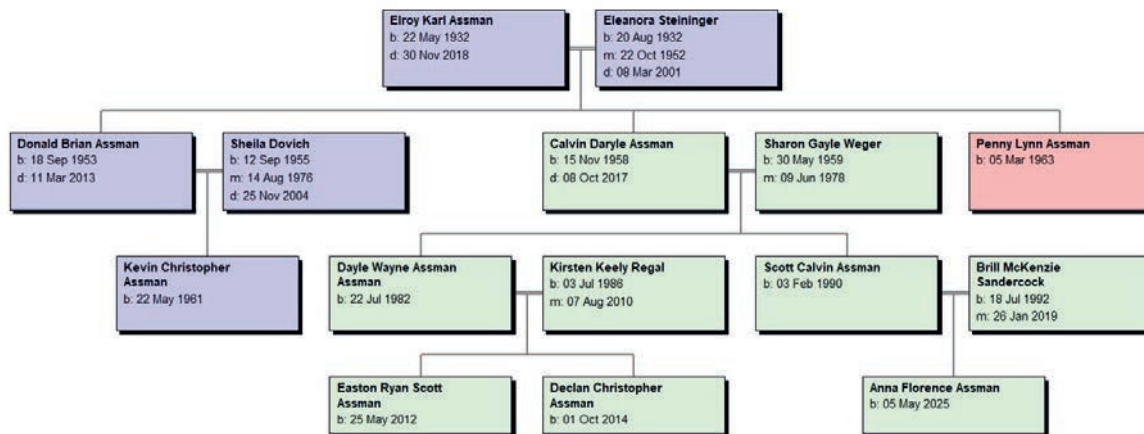 Elroy Karl Assman
b: 22 May 1932
d: 30 Nov 2018
Eleanora Steininger
b: 20 Aug 1932
m: 22 Oct 1952
d: 08 Mar 2001
Donald Brian Assman
b: 18 Sep 1953
d: 11 Mar 2013
Sheila Dovich
b: 12 Sep 1955
m: 14 Aug 1976
d: 25 Nov 2004
Calvin Daryle Assman
b: 15 Nov 1958
d: 08 Oct 2017
Sharon Gayle Weger
b: 30 May 1959
m: 09 Jun 1978
Penny Lynn Assman
b: 05 Mar 1963
Kevin Christopher
Assman
b: 22 May 1961
Dayle Wayne Assman
Assman
b: 22 Jul 1982
Kirsten Keely Regal
b: 03 Jul 1986
m: 07 Aug 2010
Scott Calvin Assman
b: 03 Feb 1990
Brill McKenzie
Sandercock
b: 18 Jul 1992
m: 26 Jan 2019
Easton Ryan Scott
Assman
b: 25 May 2012
Declan Christopher
Assman
b: 01 Oct 2014
Anna Florence Assman
b: 05 May 2025